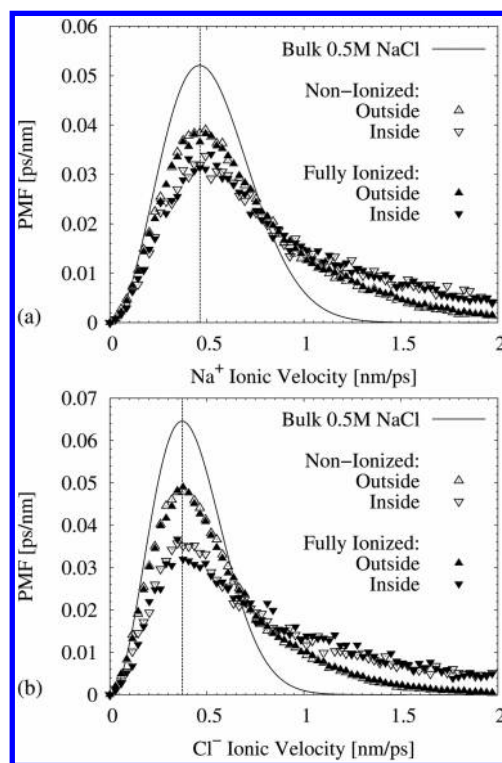 Bulk 0.5M NaCl
Non−Ionized:
Outside
Inside
Fully Ionized:
Outside
Inside
PMF [ps/nm]
0.06
0.05
0.04
0.03
0.02
0.01
0
(a)
0 0.5 1 1.5 2
Na+ Ionic Velocity [nm/ps]
Bulk 0.5M NaCl
Non−Ionized:
Outside
Inside
Fully Ionized:
Outside
Inside
PMF [ps/nm]
0.07
0.06
0.05
0.04
0.03
0.02
0.01
0
(b)
0 0.5 1 1.5 2
Cl− Ionic Velocity [nm/ps]